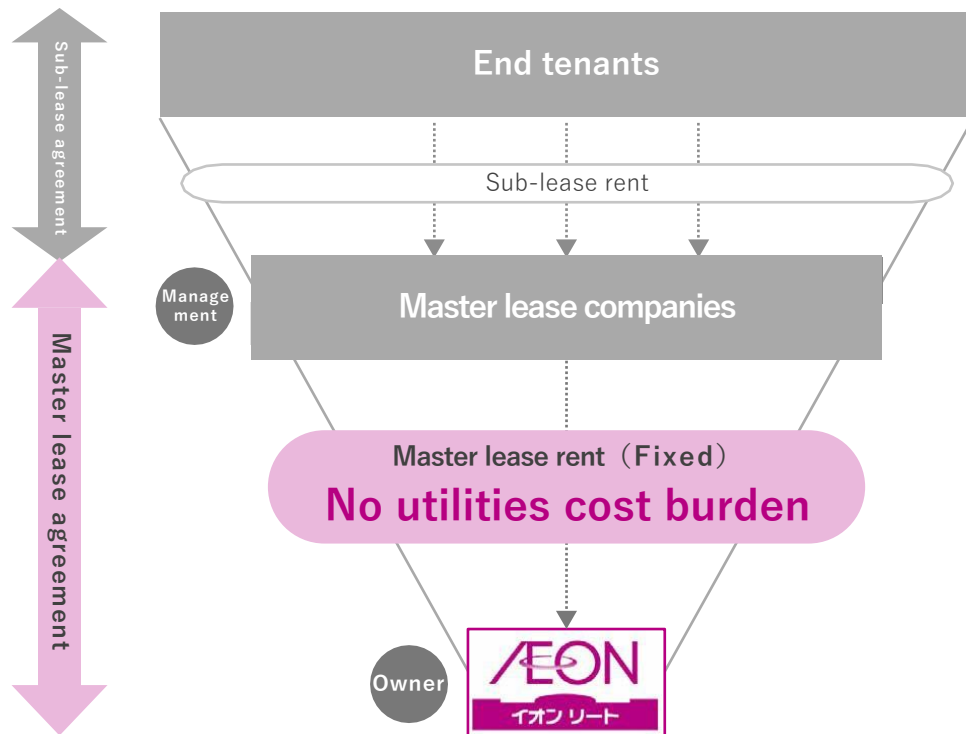 Sub-lease agreement
End tenants
Sub-lease rent
Manage
ment
Master lease companies
Master lease agreement
Master lease rent（Fixed）
No utilities cost burden
Owner
ÆON
イオン リート